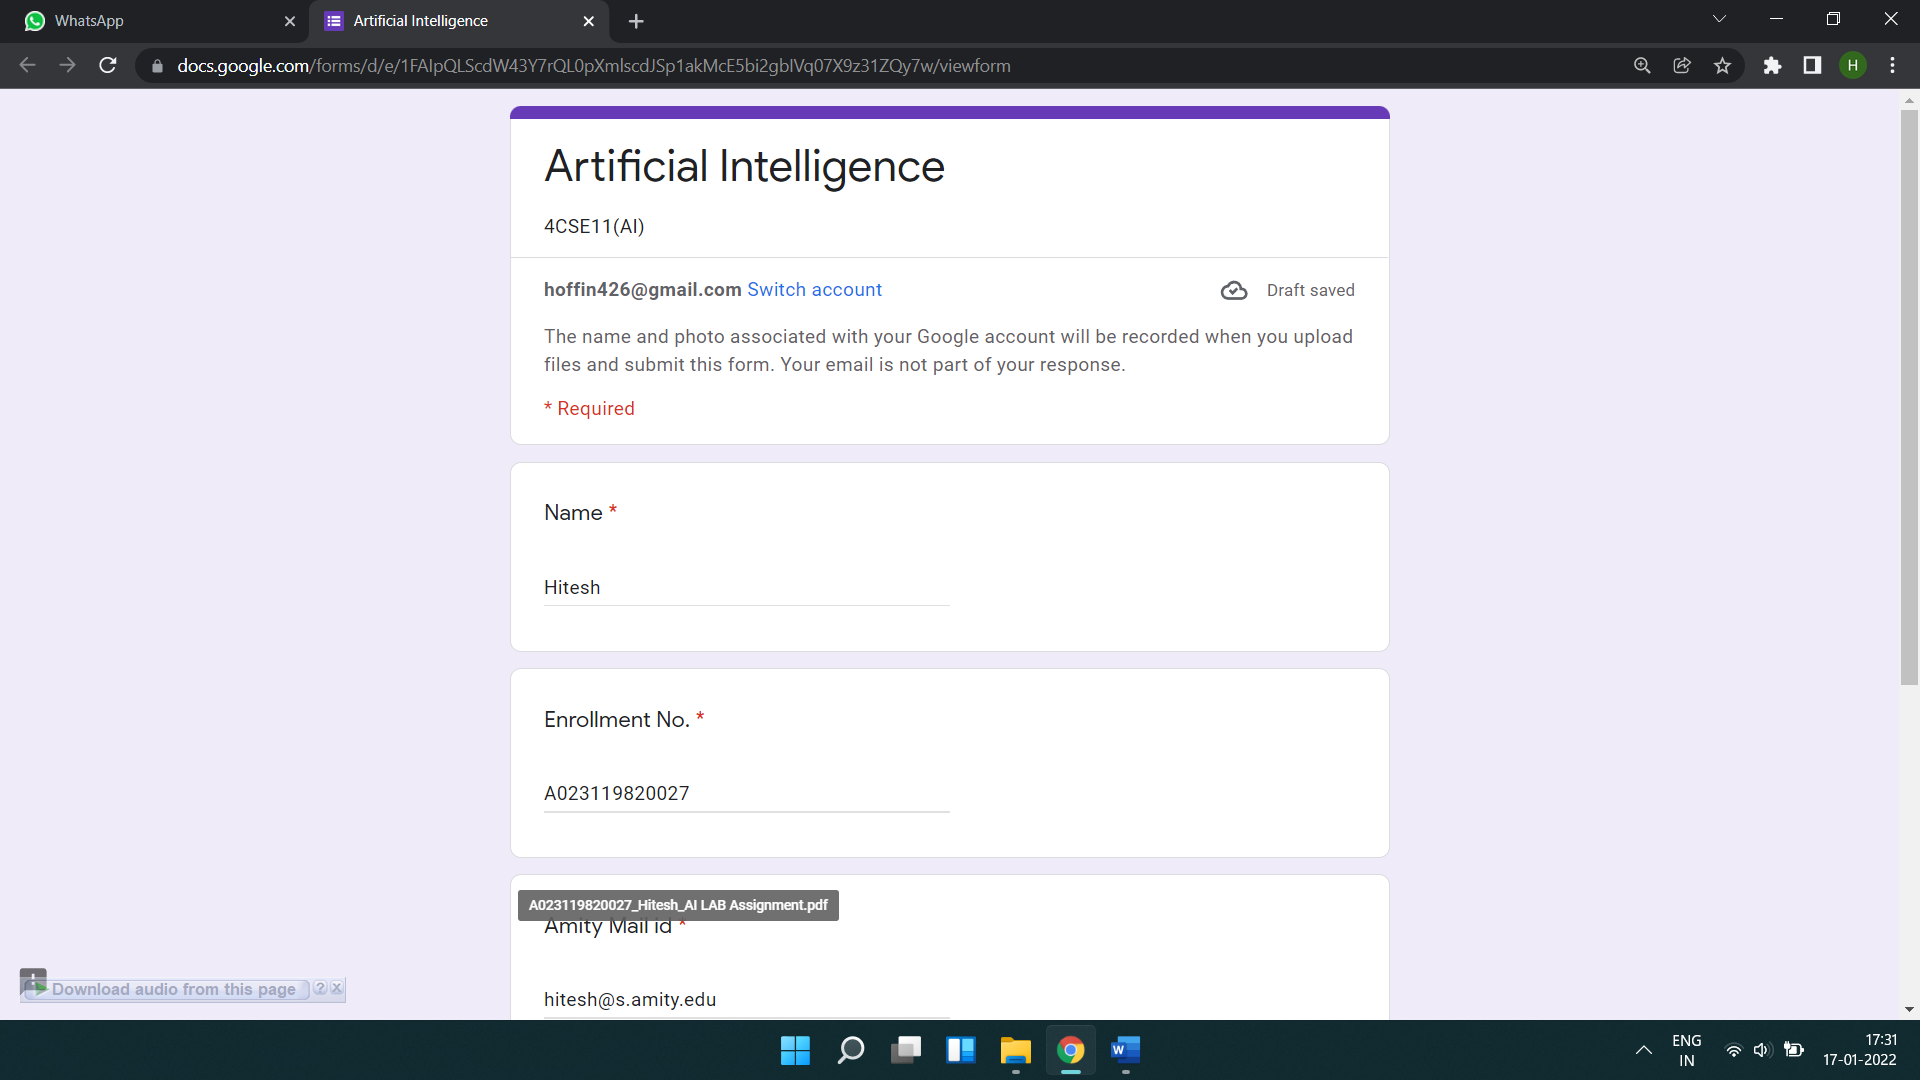 WhatsApp
Artificial Intelligence
docs.google.com/forms/d/e/1FAIpQLScdW43Y7rQL0pXmlscdJSp1akMcE5bi2gbIVq07X9z31ZQy7w/viewform
H
Artificial Intelligence
4CSE11(AI)
hoffin426@gmail.com Switch account
Draft saved
The name and photo associated with your Google account will be recorded when you upload
files and submit this form. Your email is not part of your response.
* Required
Name *
Hitesh
Enrollment No. *
A023119820027
A023119820027_Hitesh_AI LAB Assignment.pdf
Amity Mail id *
Download audio from this page ? x
hitesh@s.amity.edu
W
ENG
IN
17:31
17-01-2022